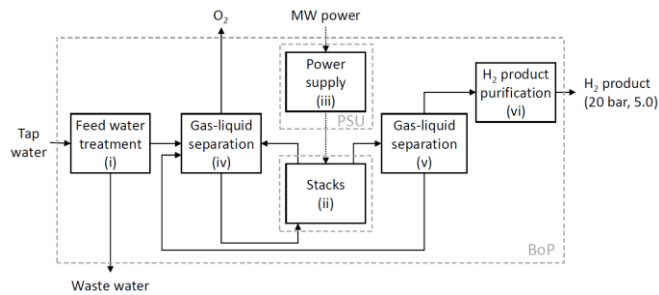 O₂
MW power
Power
supply
(iii)
PSU
H₂ product
purification
(vi)
H₂ product
(20 bar, 5.0)
Tap
water
Feed water
treatment
(i)
Gas-liquid
separation
(iv)
Gas-liquid
separation
(v)
Stacks
(ii)
BoP
Waste water